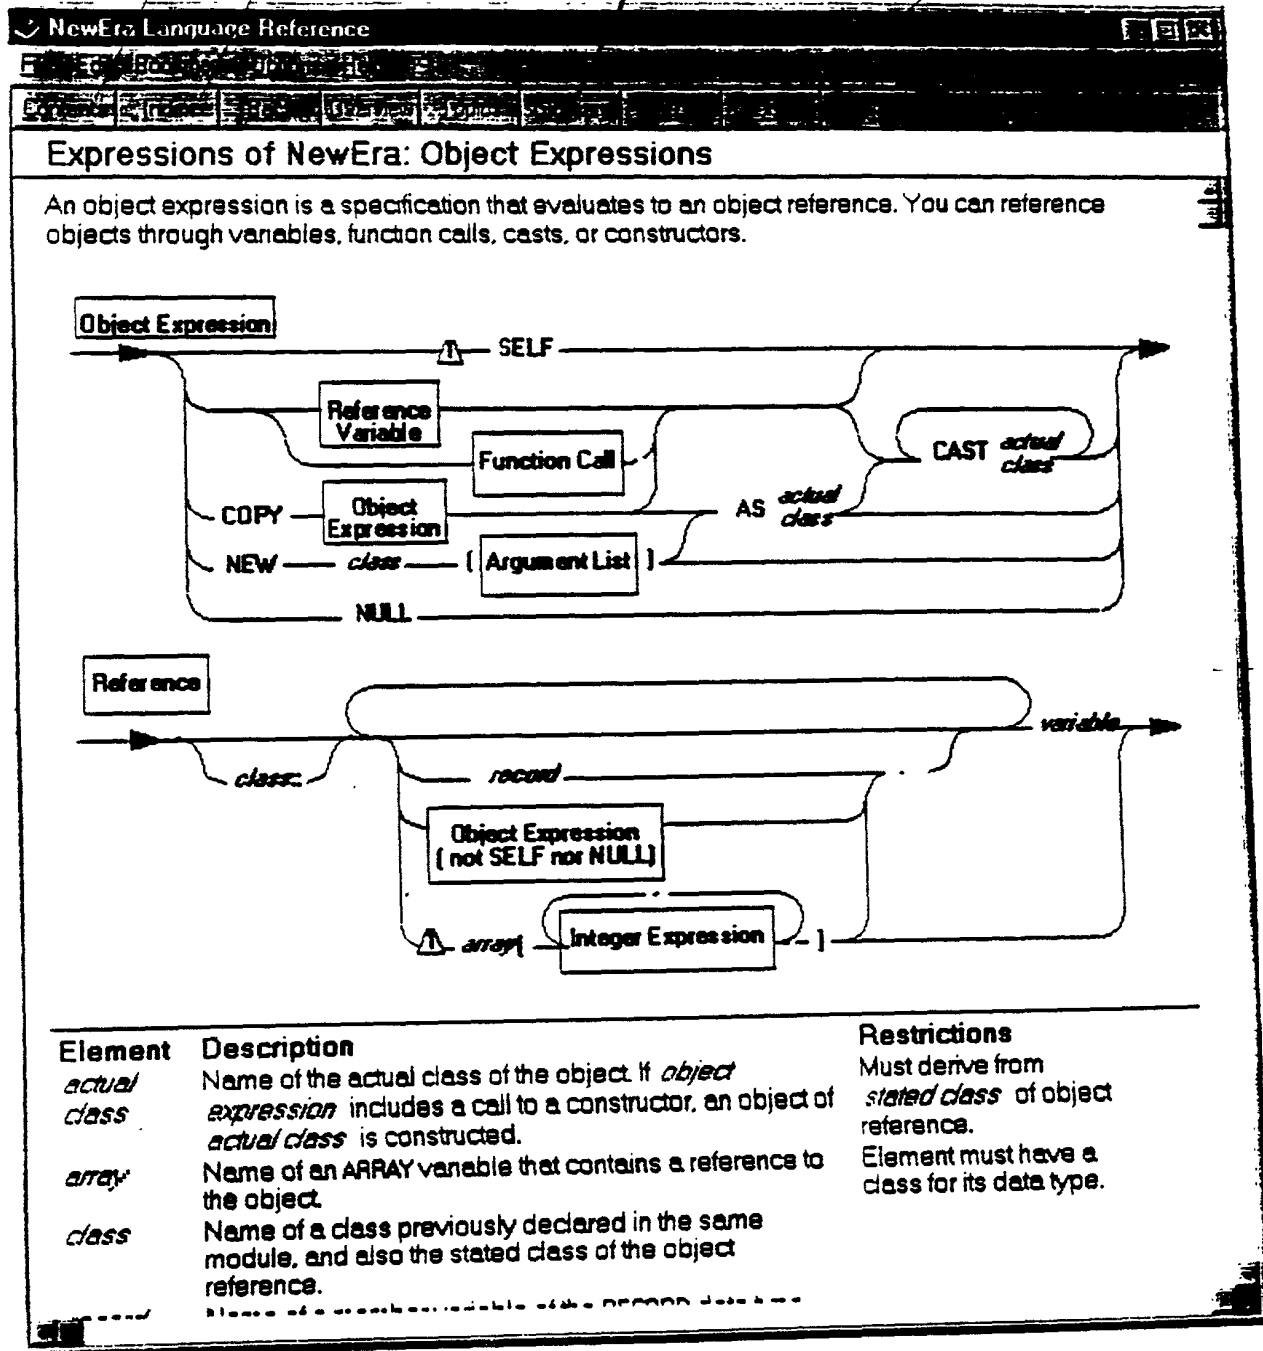 NewEra Language Reference
Expressions of NewEra: Object Expressions
An object expression is a specification that evaluates to an object reference. You can reference
objects through variables, function calls, casts, or constructors.
Object Expression
SELF
Reference
Variable
Function Call
CAST actual
class
COPY
Object
Expression
AS actual
class
NEW class ( Argument List )
NULL
Reference
variable
class::
record .
Object Expression
( not SELF nor NULL)
array[ Integer Expression ]
Element Description Restrictions
actual Name of the actual class of the object. If object Must derive from
class expression includes a call to a constructor, an object of stated class of object
actual class is constructed. reference.
array Name of an ARRAY variable that contains a reference to Element must have a
the object. class for its data type.
class Name of a class previously declared in the same
module, and also the stated class of the object
reference.